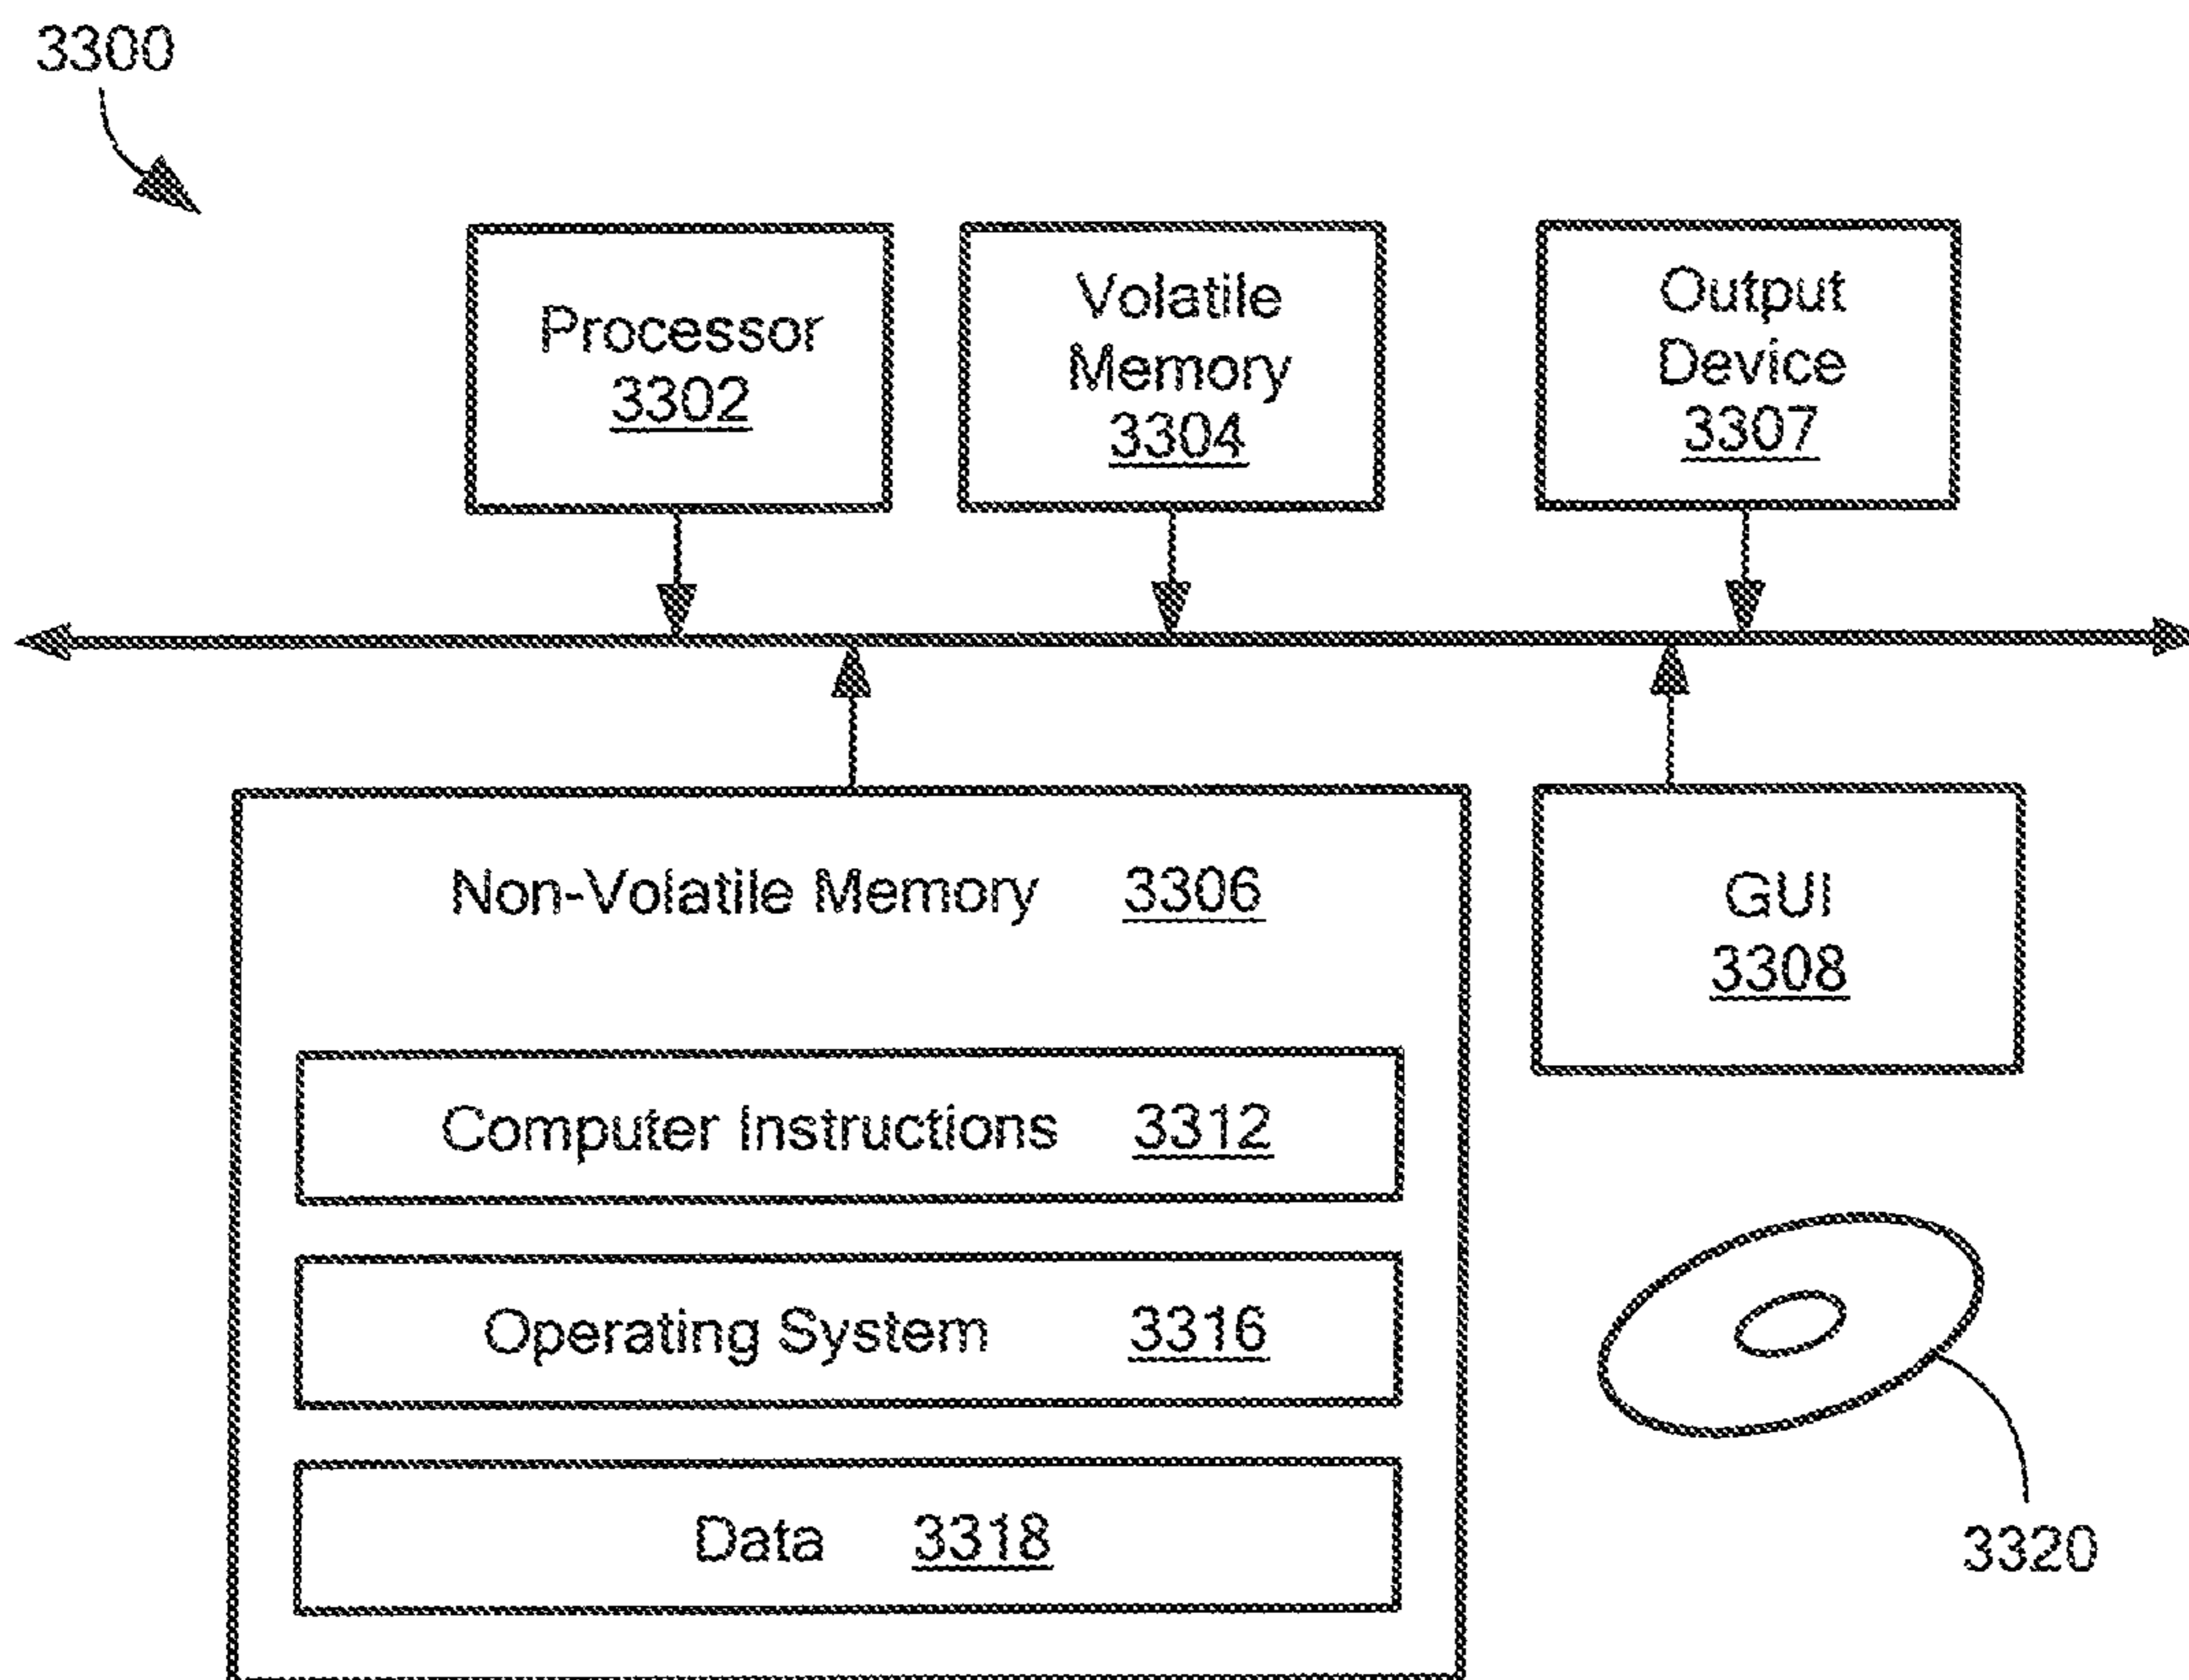 3300
Processor
3302
Volatile
Memory
3304
Output
Device
3307
Non-Volatile Memory 3306
GUI
3308
Computer Instructions 3312
Operating System 3316
Data 3318
3320